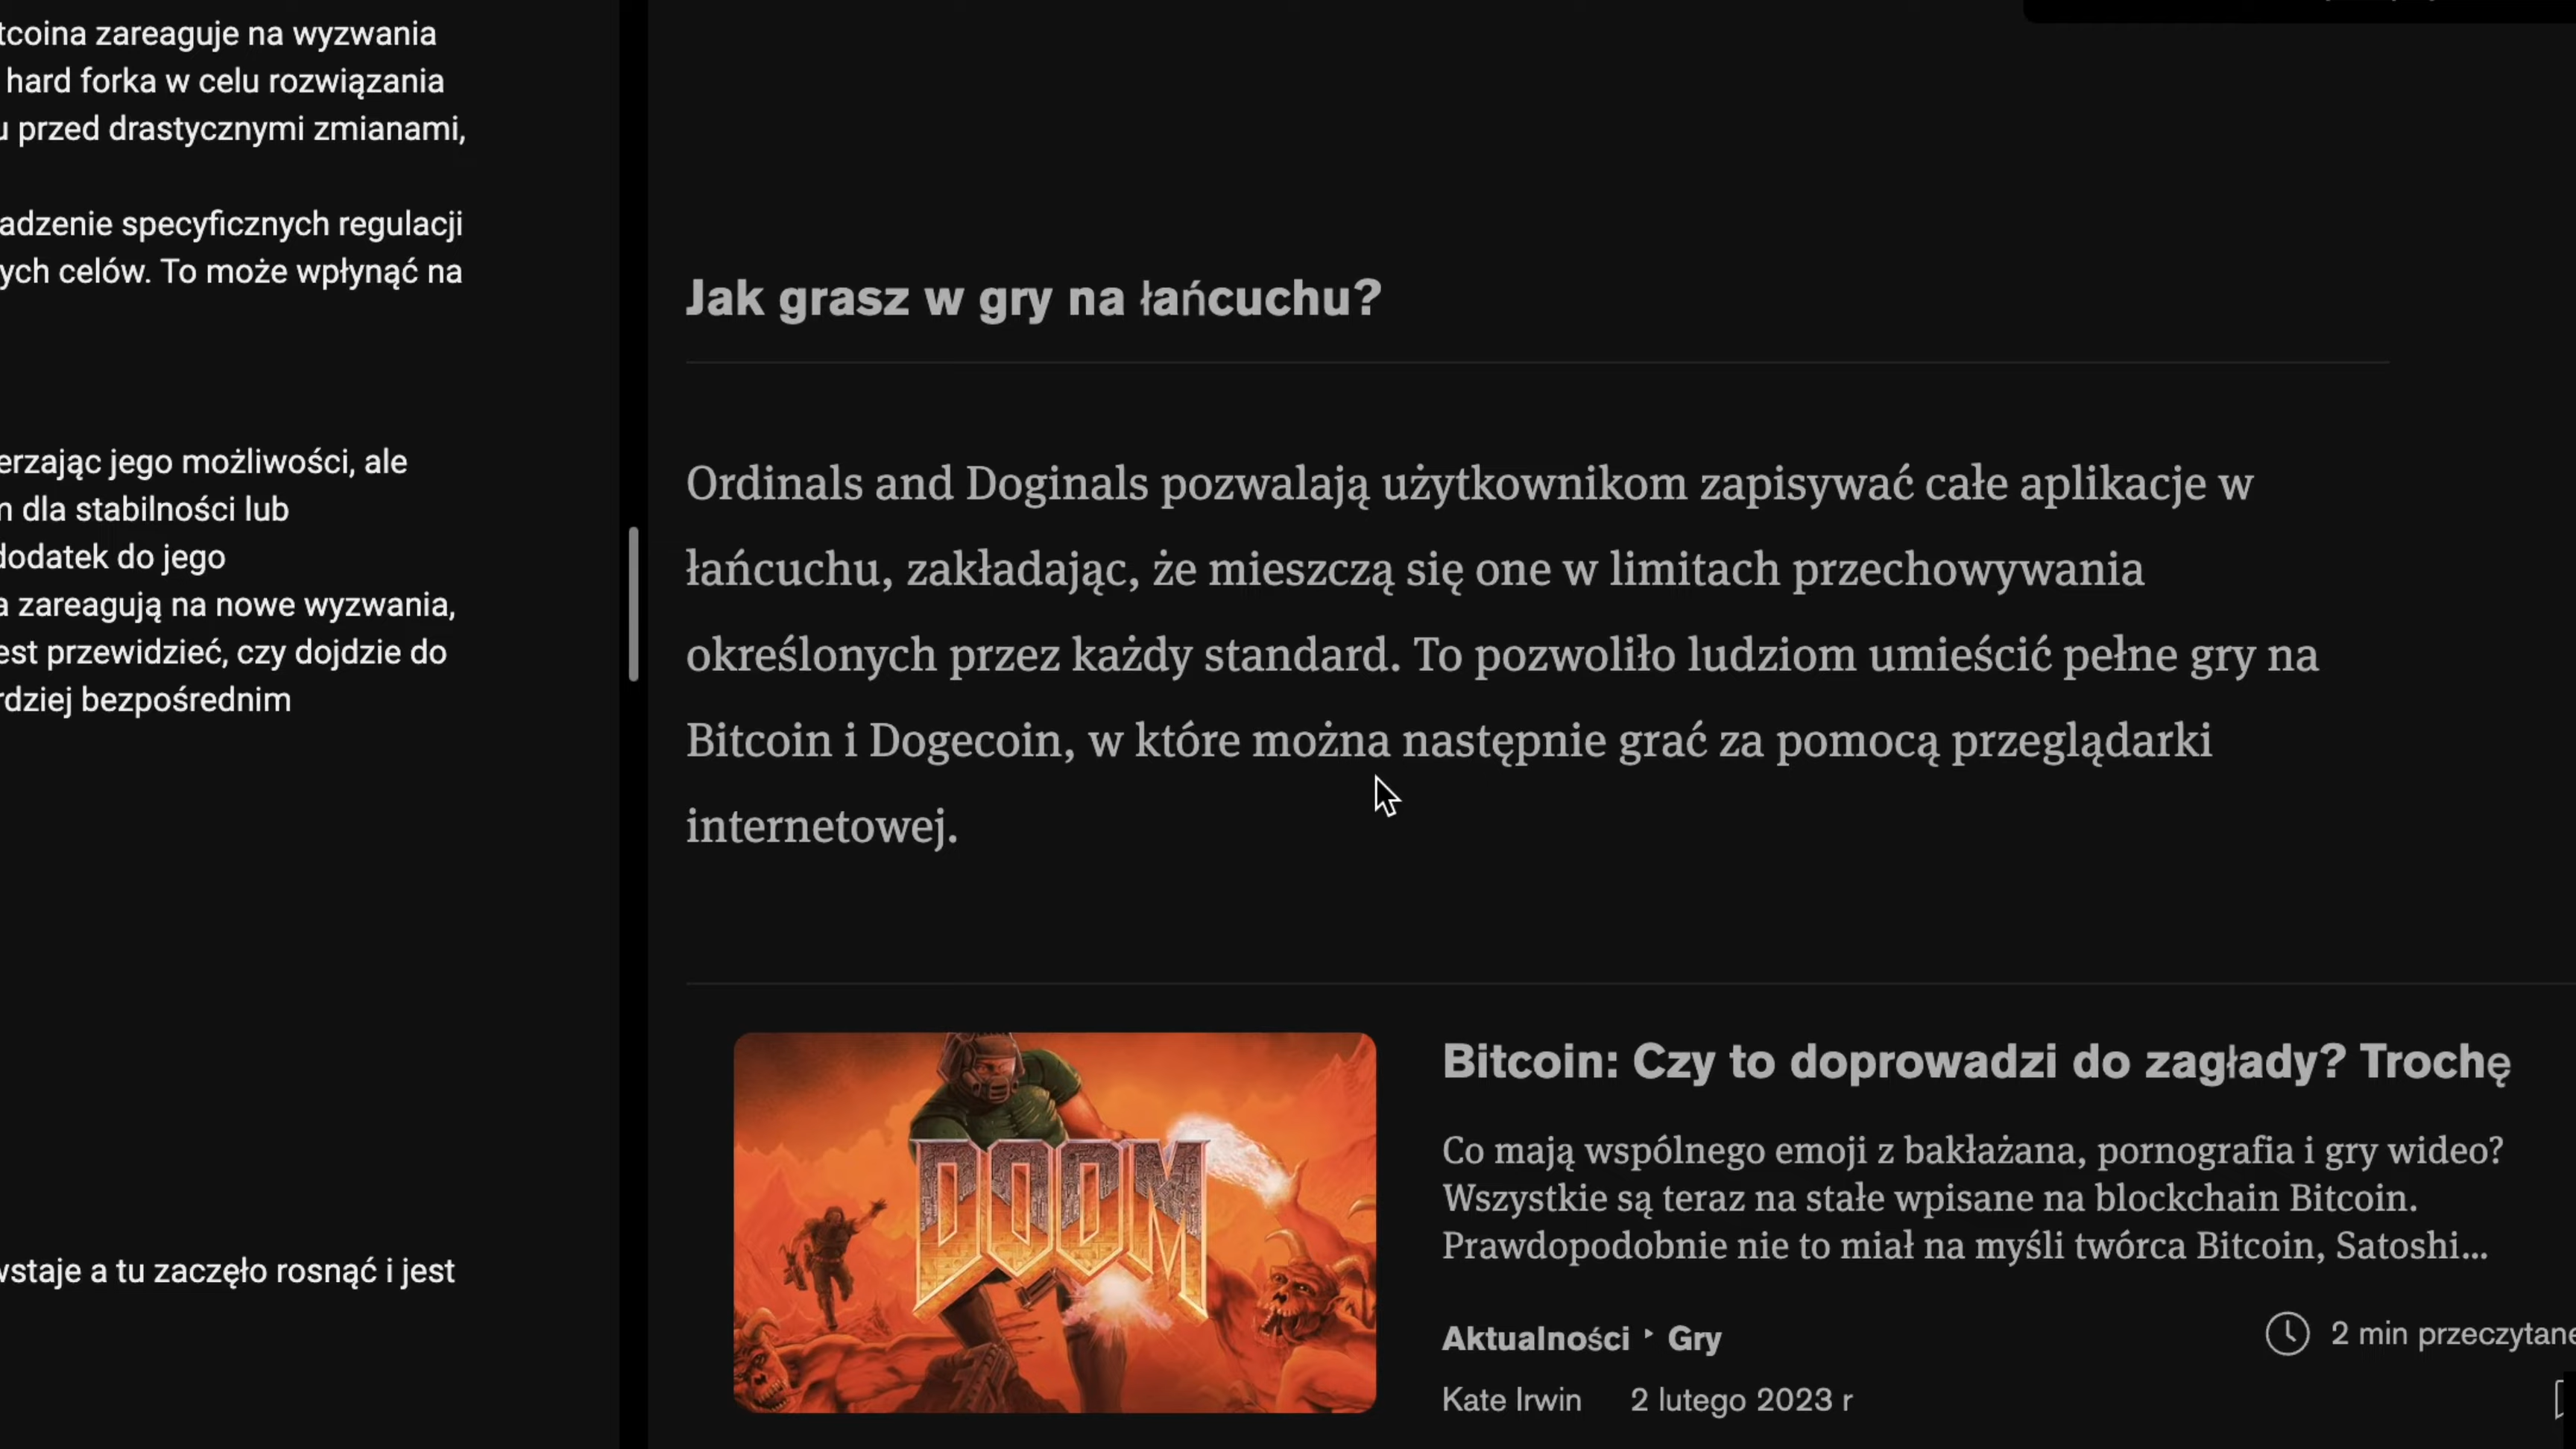 tcoina zareaguje na wyzwania
hard forka w celu rozwiązania
u przed drastycznymi zmianami,
adzenie specyficznych regulacji
ych celów. To może wpłynąć na
erzając jego możliwości, ale
m dla stabilności lub
dodatek do jego
a zareagują na nowe wyzwania,
est przewidzieć, czy dojdzie do
rdziej bezpośrednim
wstaje a tu zaczęło rosnąć i jest
Jak grasz w gry na łańcuchu?
Ordinals and Doginals pozwalają użytkownikom zapisywać całe aplikacje w
łańcuchu, zakładając, że mieszczą się one w limitach przechowywania
określonych przez każdy standard. To pozwoliło ludziom umieścić pełne gry na
Bitcoin i Dogecoin, w które można następnie grać za pomocą przeglądarki
internetowej.
DOOM
Bitcoin: Czy to doprowadzi do zagłady? Trochę
Co mają wspólnego emoji z bakłażana, pornografia i gry wideo?
Wszystkie są teraz na stałe wpisane na blockchain Bitcoin.
Prawdopodobnie nie to miał na myśli twórca Bitcoin, Satoshi...
Aktualności ‣ Gry
2 min przeczytane
Kate Irwin 2 lutego 2023 r